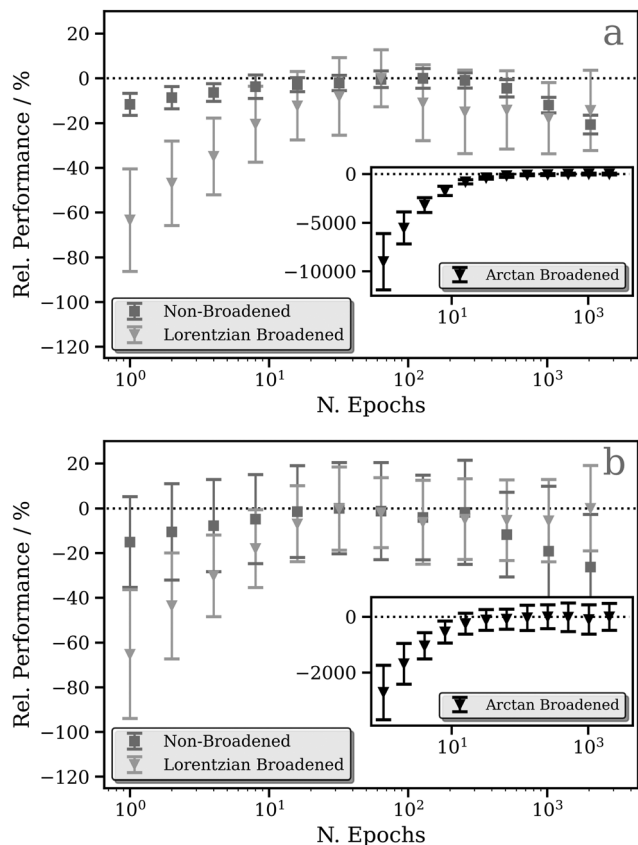 a
20
0
−20
−40
−60
−80
−100
−120
Rel. Performance / %
0
−5000
−10000
Arctan Broadened
10¹ 10³
Non-Broadened
Lorentzian Broadened
10⁰ 10¹ 10² 10³
N. Epochs
b
20
0
−20
−40
−60
−80
−100
−120
Rel. Performance / %
0
−2000
Arctan Broadened
10¹ 10³
Non-Broadened
Lorentzian Broadened
10⁰ 10¹ 10² 10³
N. Epochs